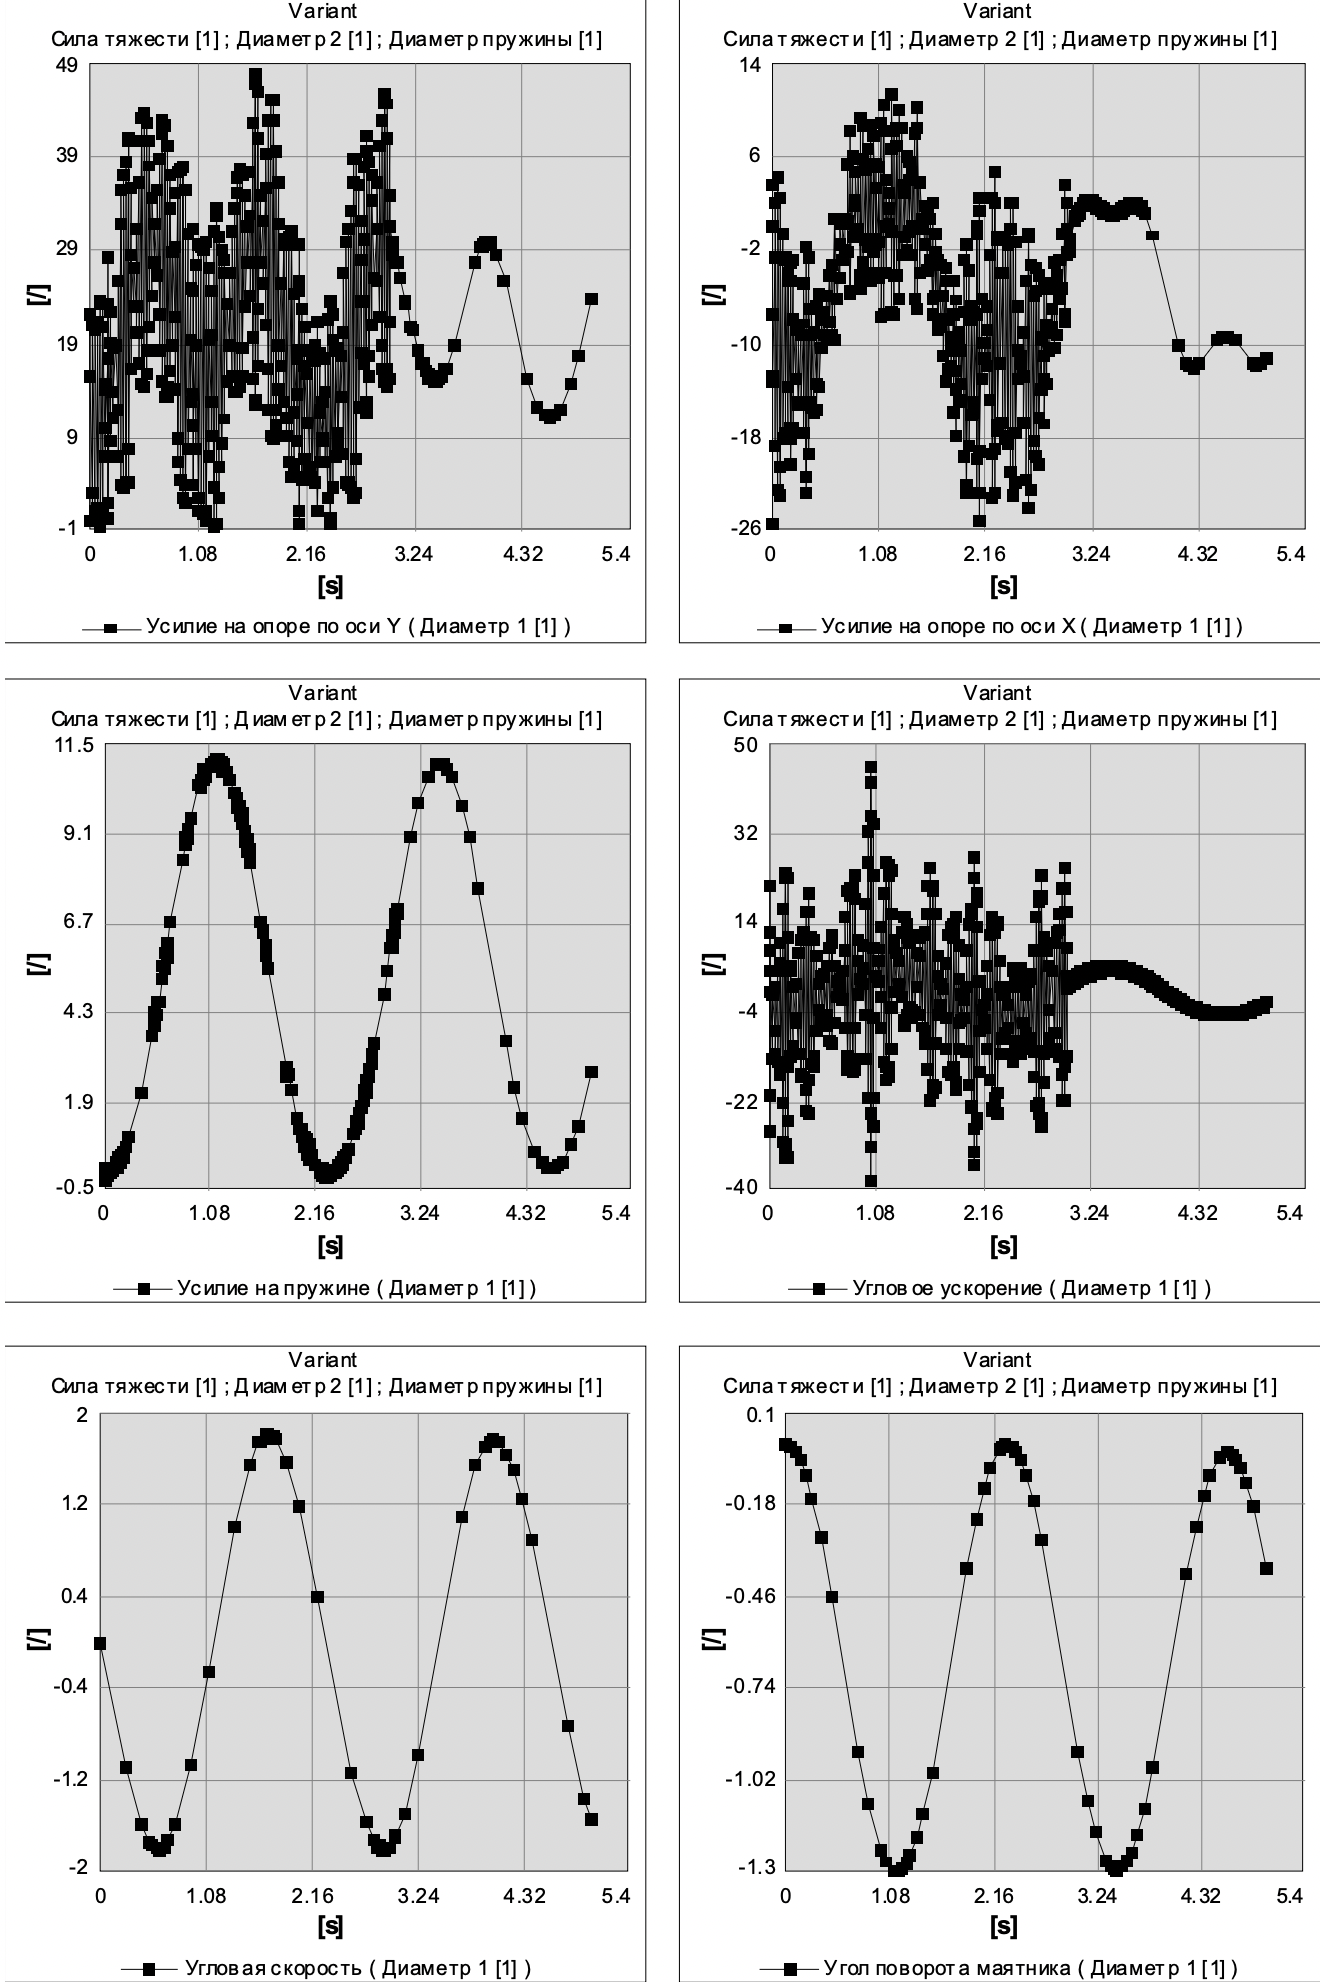 Variant
Сила тяжести [1] ; Диаметр 2 [1] ; Диаметр пружины [1]
49
39
29
19
9
-1
[/]
0 1.08 2.16 3.24 4.32 5.4
[s]
Усилие на опоре по оси Y ( Диаметр 1 [1] )
Variant
Сила тяжести [1] ; Диаметр 2 [1] ; Диаметр пружины [1]
14
6
-2
-10
-18
-26
[/]
0 1.08 2.16 3.24 4.32 5.4
[s]
Усилие на опоре по оси X ( Диаметр 1 [1] )
Variant
Сила тяжести [1] ; Диаметр 2 [1] ; Диаметр пружины [1]
11.5
9.1
6.7
4.3
1.9
-0.5
[/]
0 1.08 2.16 3.24 4.32 5.4
[s]
Усилие на пружине ( Диаметр 1 [1] )
Variant
Сила тяжести [1] ; Диаметр 2 [1] ; Диаметр пружины [1]
50
32
14
-4
-22
-40
[/]
0 1.08 2.16 3.24 4.32 5.4
[s]
Угловое ускорение ( Диаметр 1 [1] )
Variant
Сила тяжести [1] ; Диаметр 2 [1] ; Диаметр пружины [1]
2
1.2
0.4
-0.4
-1.2
-2
[/]
0 1.08 2.16 3.24 4.32 5.4
[s]
Угловая скорость ( Диаметр 1 [1] )
Variant
Сила тяжести [1] ; Диаметр 2 [1] ; Диаметр пружины [1]
0.1
-0.18
-0.46
-0.74
-1.02
-1.3
[/]
0 1.08 2.16 3.24 4.32 5.4
[s]
Угол поворота маятника ( Диаметр 1 [1] )